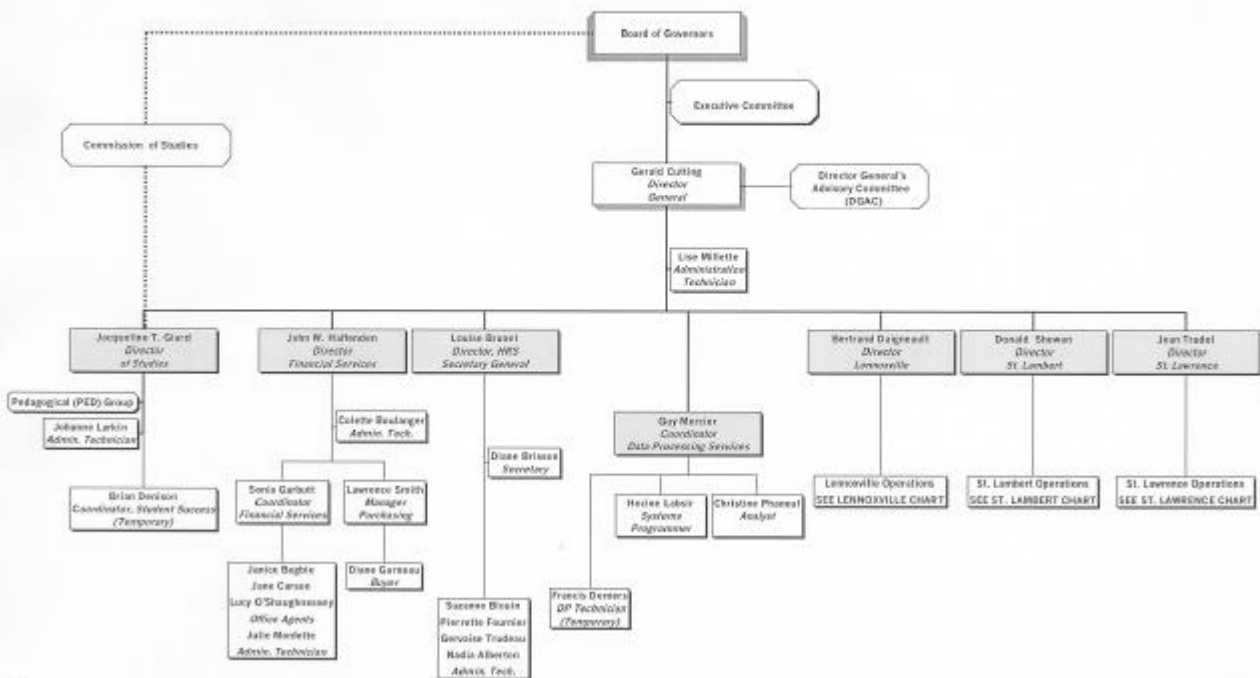 Board of Governors
Executive Committee
Commission of Studies
Gerald Cutting
Director
General
Director General's
Advisory Committee
(DGAC)
Lise Millette
Administrative
Technician
Jacqueline T. Giard
Director
of Studies
John W. Haffenden
Director
Financial Services
Louise Brunet
Director, HRS
Secretary General
Bertrand Daigneault
Director
Lennoxville
Donald Shewan
Director
St. Lambert
Jean Trudel
Director
St. Lawrence
Pedagogical (PED) Group
Johanne Larkin
Admin. Technician
Colette Boulanger
Admin. Tech.
Guy Mercier
Coordinator
Data Processing Services
Diane Brisson
Secretary
Brian Denison
Coordinator, Student Success
(Temporary)
Sonia Garbutt
Coordinator
Financial Services
Lawrence Smith
Manager
Purchasing
Systems
Programmer
Christine Phaneuf
Analyst
Lennoxville Operations
SEE LENNOXVILLE CHART
St. Lambert Operations
SEE ST. LAMBERT CHART
St. Lawrence Operations
SEE ST. LAWRENCE CHART
Janice Begbie
Jane Carson
Lucy O'Shaughnessey
Office Agents
Julie
Admin. Technician
Diane Garneau
Buyer
Francis Demers
DP Technician
(Temporary)
Suzanne Blouin
Pierrette Fournier
Gervaise Trudeau
Nadia Alberton
Admin. Tech.